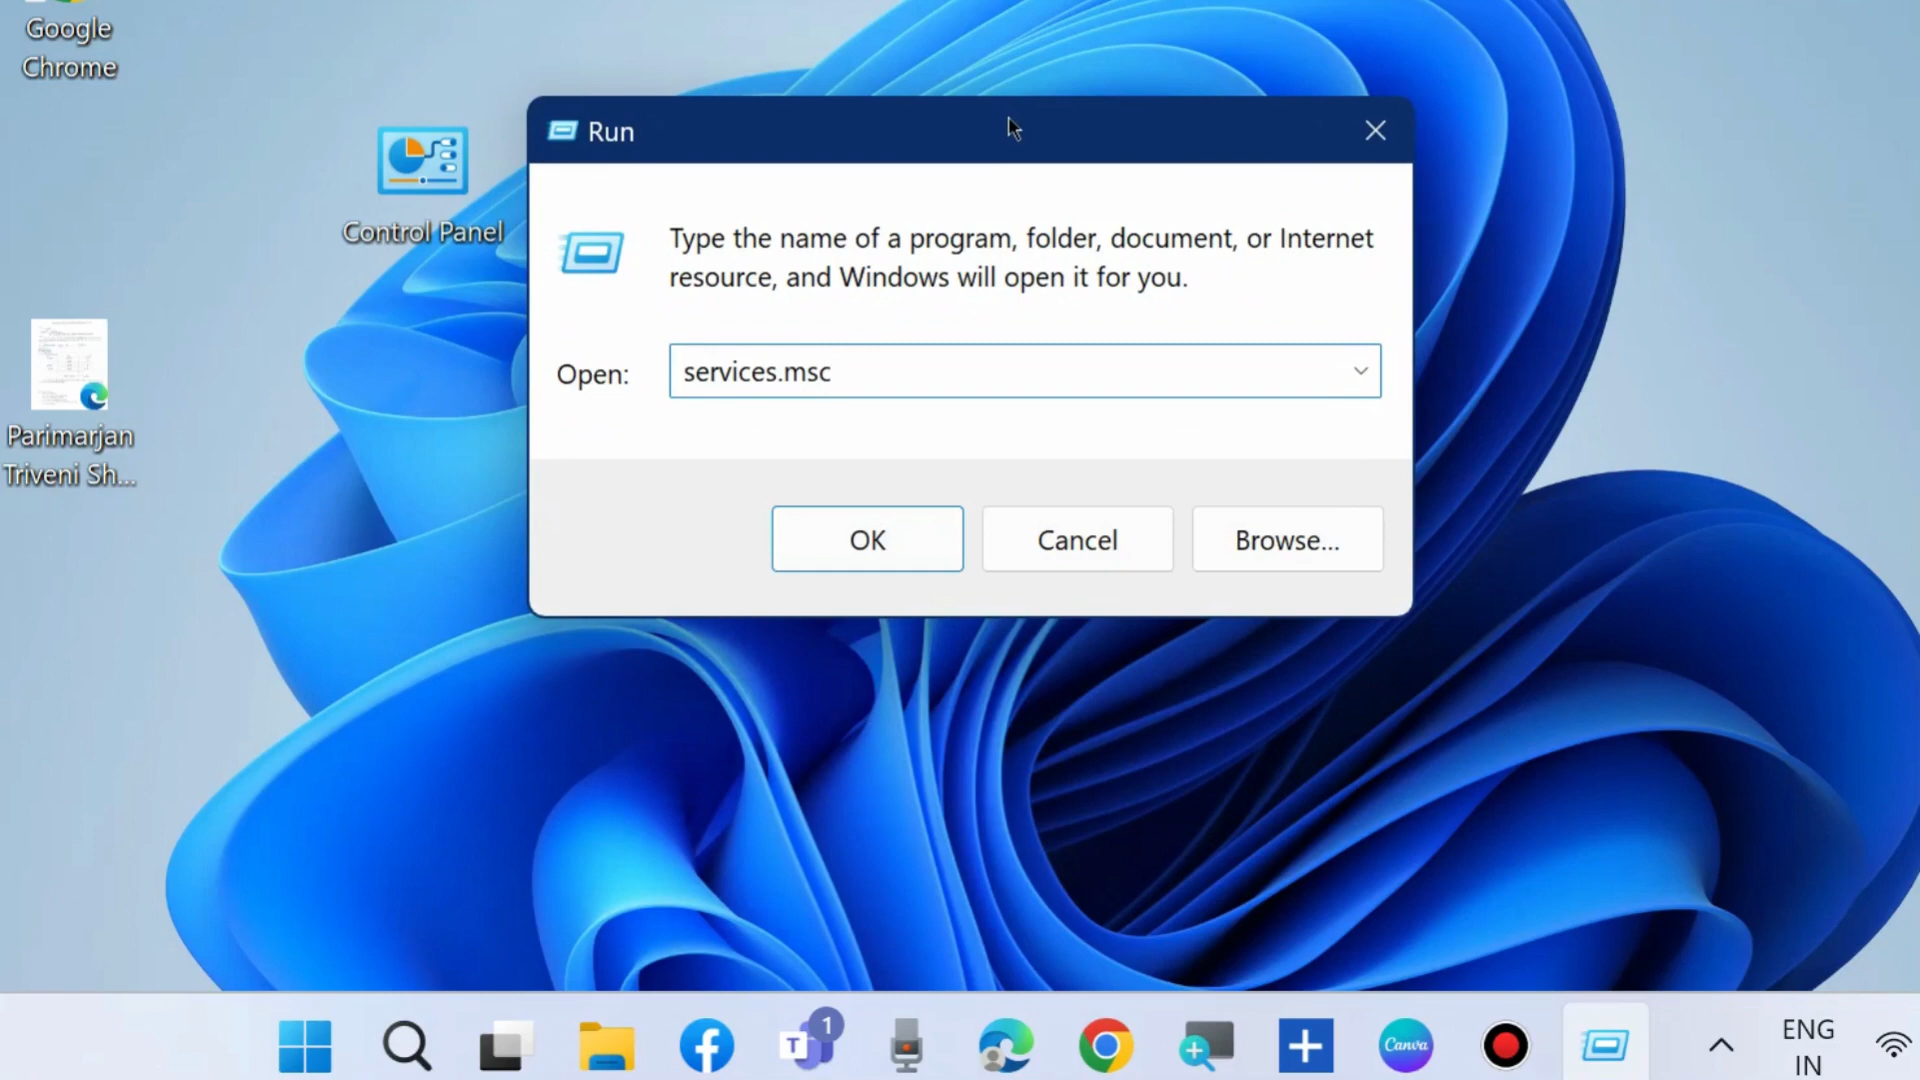 Google
Chrome
Control Panel
Parimarjan
Triveni Sh...
Run
Type the name of a program, folder, document, or Internet
resource, and Windows will open it for you.
Open:
services.msc
OK
Cancel
Browse...
T
1
Canva
ENG
IN